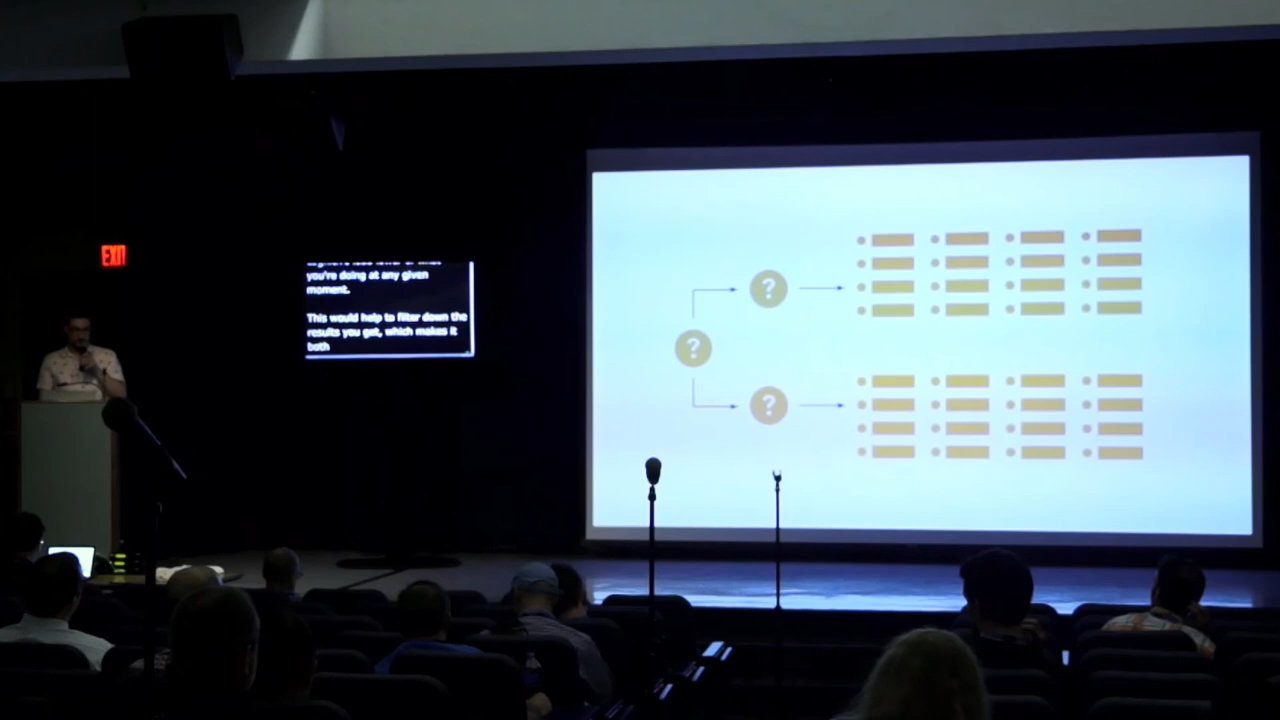 EXIT
you're doing at any given
moment.
This would help to filter down the
results you get, which makes it
both
?
?
?